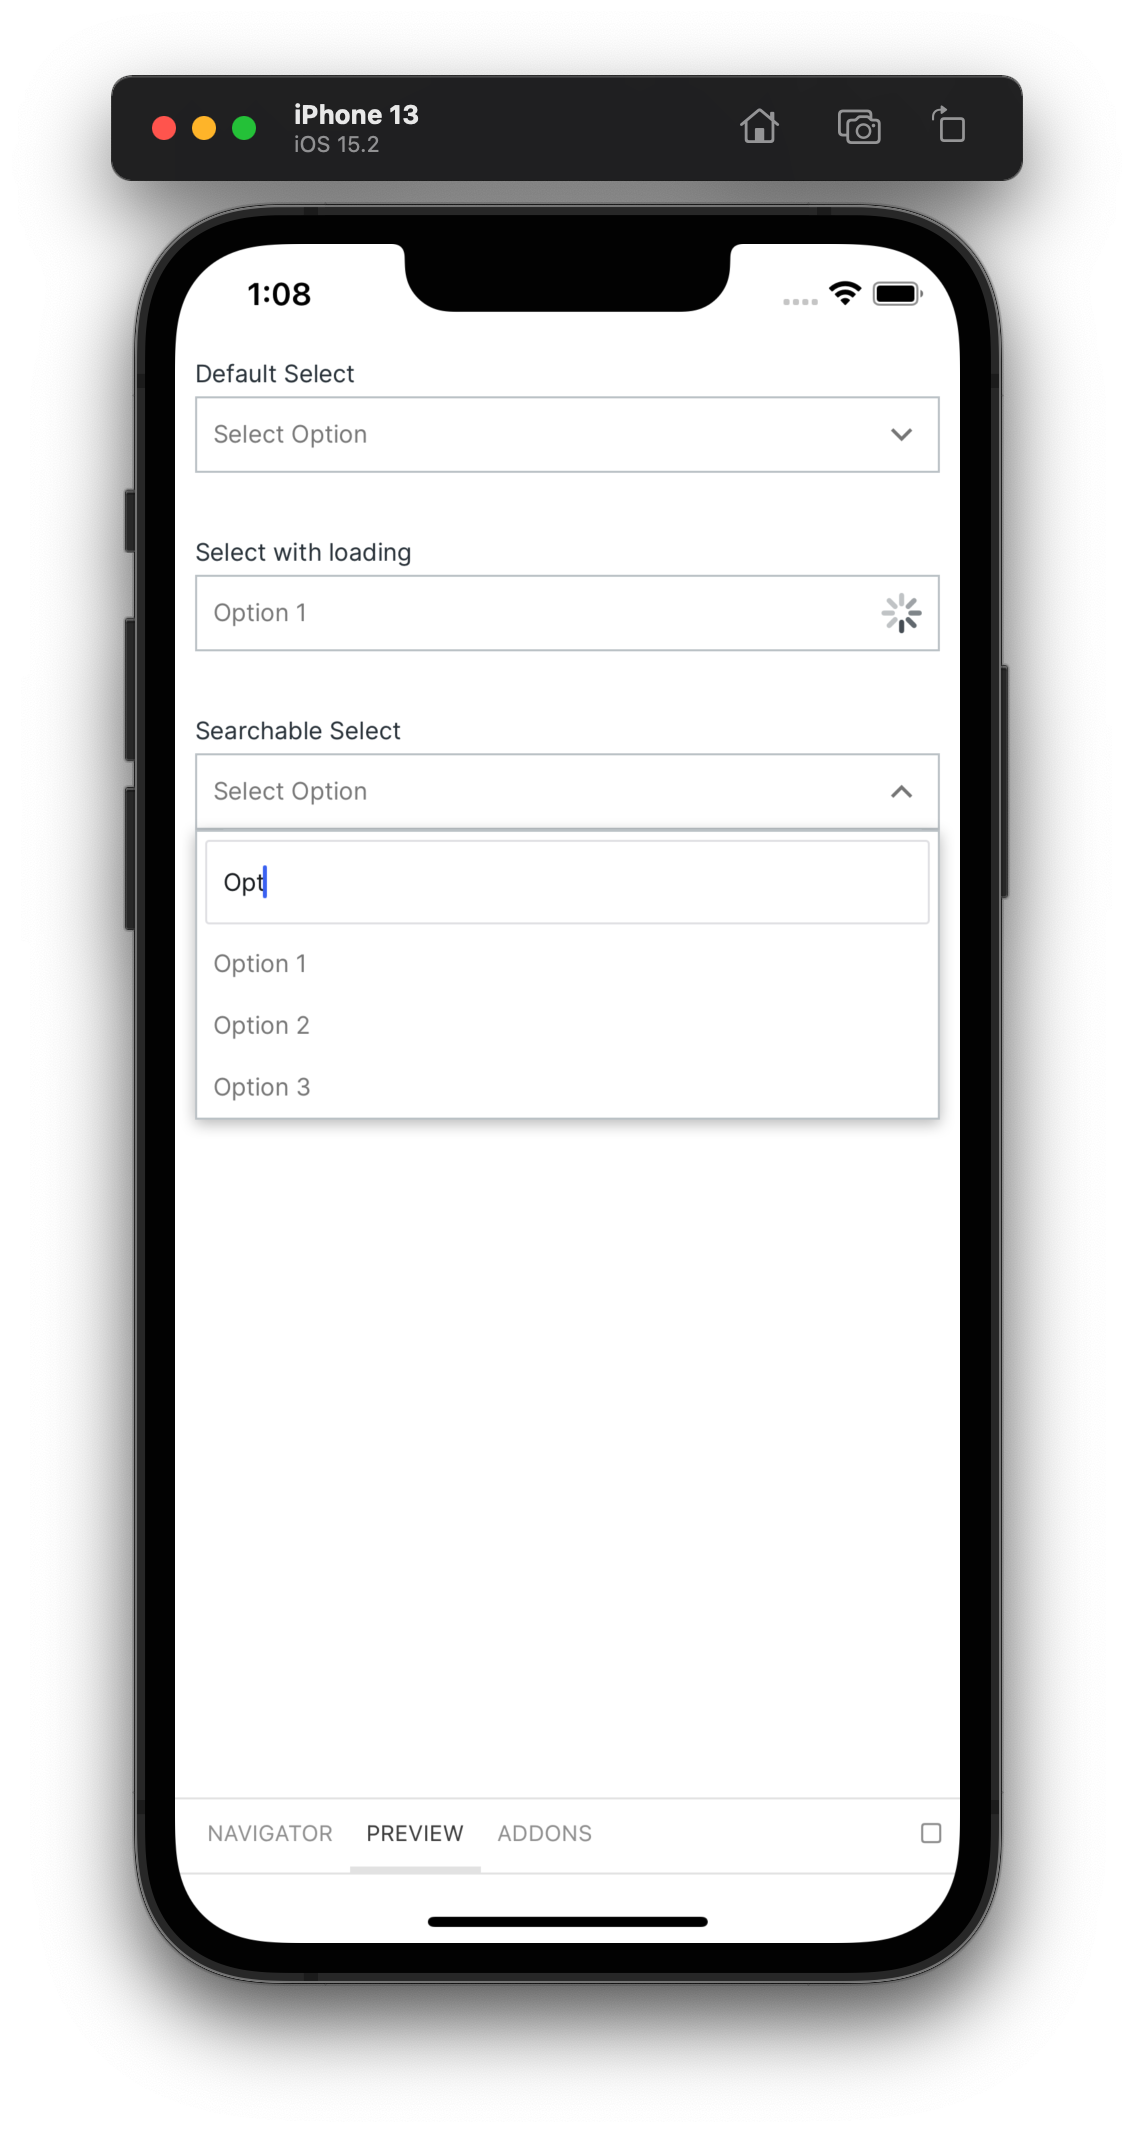 iPhone 13
iOS 15.2
1:08
Default Select
Select Option
Select with loading
Option 1
Searchable Select
Select Option
Opt
Option 1
Option 2
Option 3
NAVIGATOR PREVIEW ADDONS